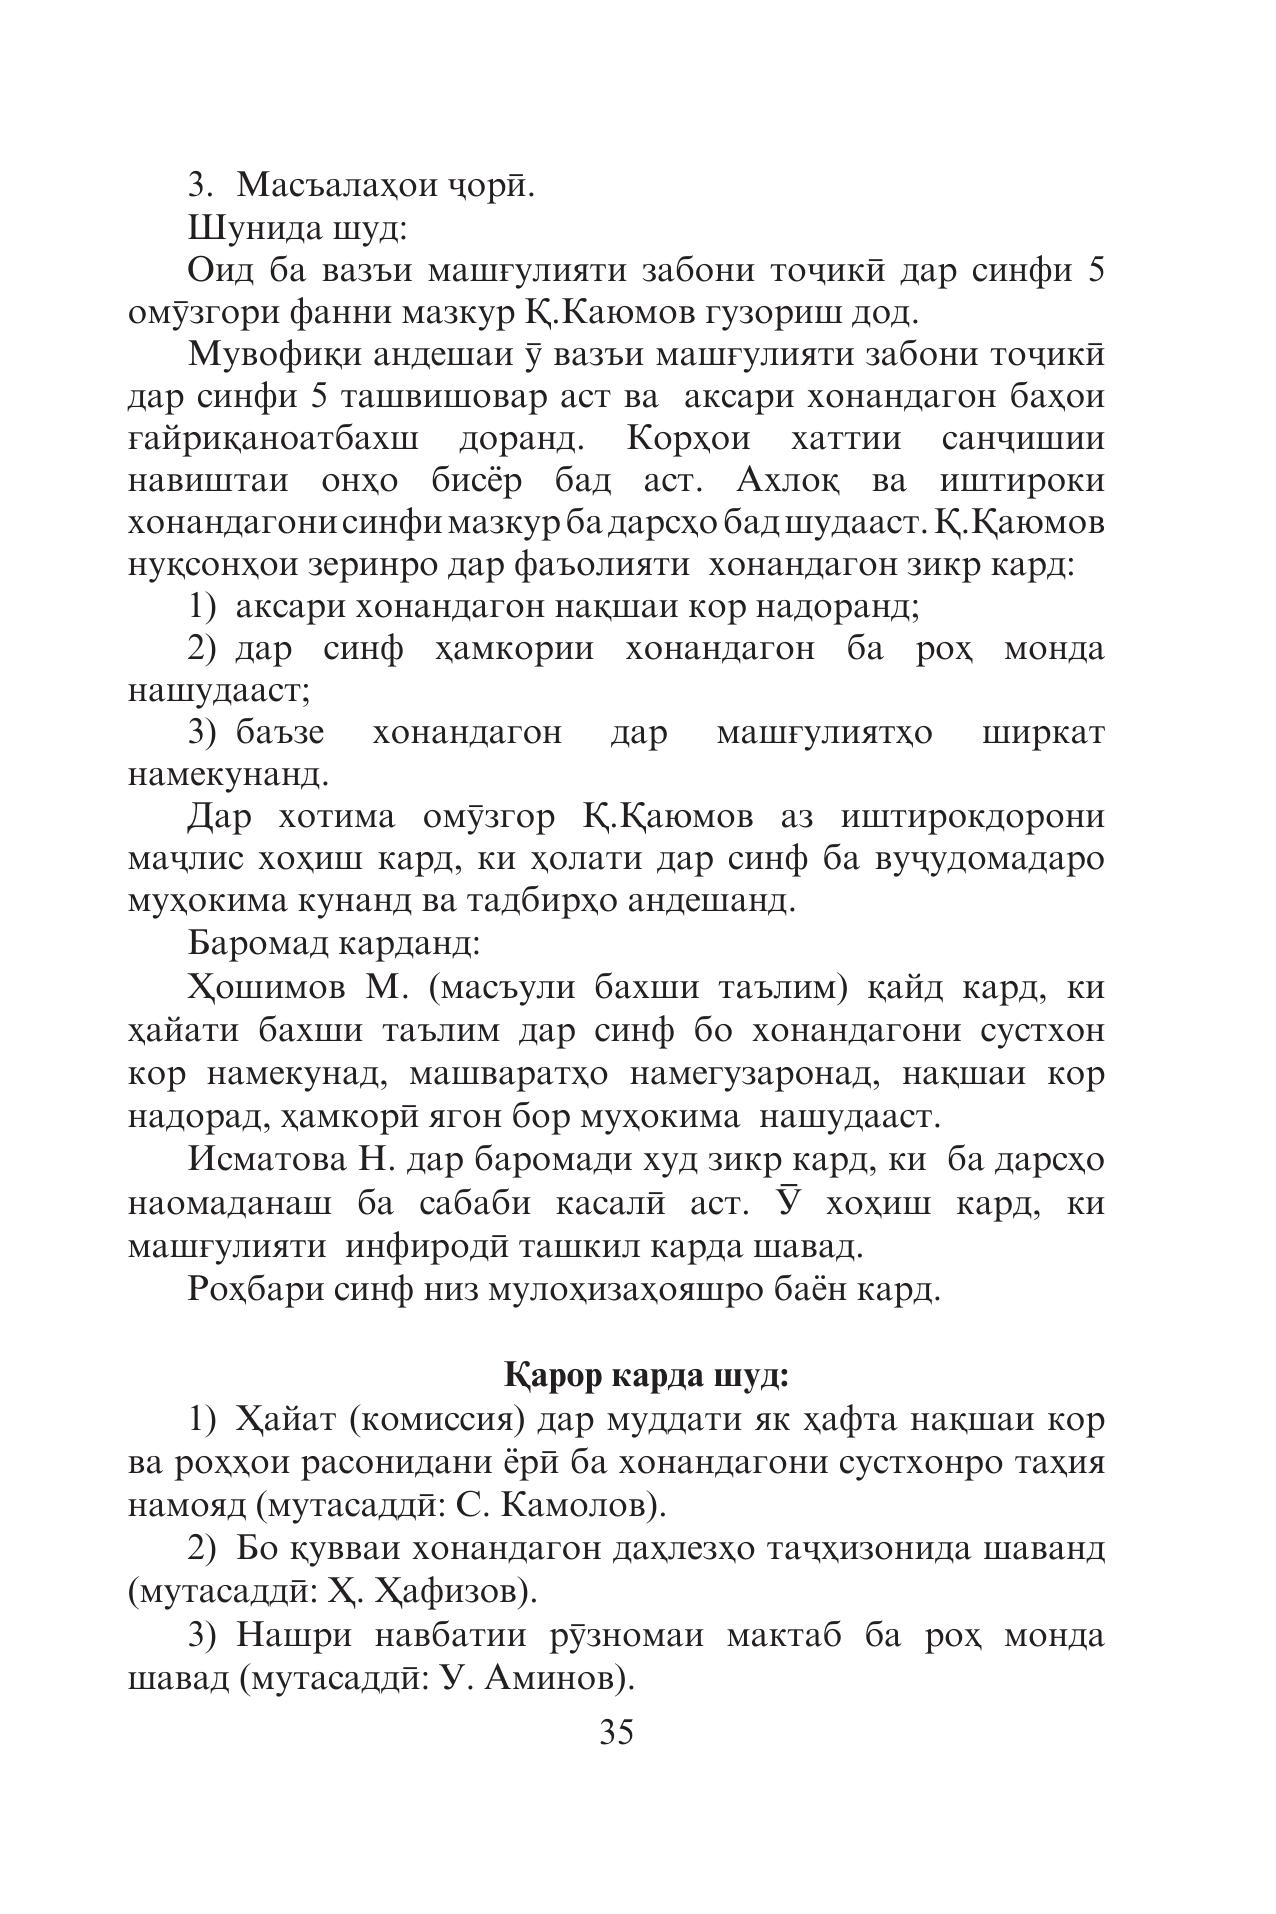 3. Масъалаҳои ҷорӣ.
Шунида шуд:
Оид ба вазъи машғулияти забони тоҷикӣ дар синфи 5
омӯзгори фанни мазкур Қ.Каюмов гузориш дод.
Мувофиқи андешаи ӯ вазъи машғулияти забони тоҷикӣ
дар синфи 5 ташвишовар аст ва аксари хонандагон баҳои
ғайриқаноатбахш доранд. Корҳои хаттии санҷишии
навиштаи онҳо бисёр бад аст. Ахлоқ ва иштироки
хонандагони синфи мазкур ба дарсҳо бад шудааст. Қ.Қаюмов
нуқсонҳои зеринро дар фаъолияти хонандагон зикр кард:
1) аксари хонандагон нақшаи кор надоранд;
2) дар синф ҳамкории хонандагон ба роҳ монда
нашудааст;
3) баъзе хонандагон дар машғулиятҳо ширкат
намекунанд.
Дар хотима омӯзгор Қ.Қаюмов аз иштирокдорони
маҷлис хоҳиш кард, ки ҳолати дар синф ба вуҷудомадаро
муҳокима кунанд ва тадбирҳо андешанд.
Баромад карданд:
Ҳошимов М. (масъули бахши таълим) қайд кард, ки
ҳайати бахши таълим дар синф бо хонандагони сустхон
кор намекунад, машваратҳо намегузаронад, нақшаи кор
надорад, ҳамкорӣ ягон бор муҳокима нашудааст.
Исматова Н. дар баромади худ зикр кард, ки ба дарсҳо
наомаданаш ба сабаби касалӣ аст. Ӯ хоҳиш кард, ки
машғулияти инфиродӣ ташкил карда шавад.
Роҳбари синф низ мулоҳизаҳояшро баён кард.
Қарор карда шуд:
1) Ҳайат (комиссия) дар муддати як ҳафта нақшаи кор
ва роҳҳои расонидани ёрӣ ба хонандагони сустхонро таҳия
намояд (мутасаддӣ: С. Камолов).
2) Бо қувваи хонандагон даҳлезҳо таҷҳизонида шаванд
(мутасаддӣ: Ҳ. Ҳафизов).
3) Нашри навбатии рӯзномаи мактаб ба роҳ монда
шавад (мутасаддӣ: У. Аминов).
35